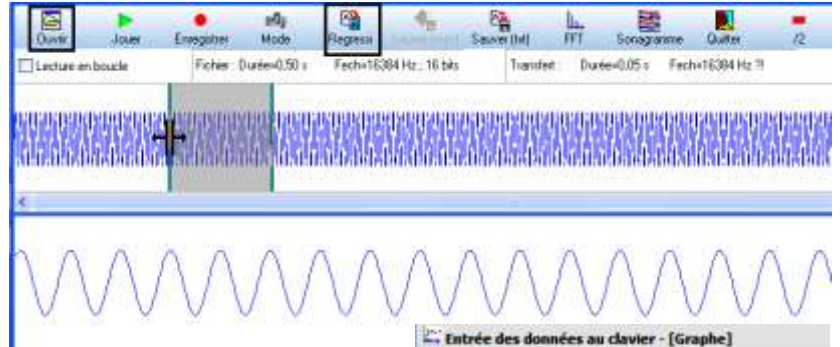 Ouvrir Jouer Enregistrer Mode Regressi Sauver (txt) FFT Sonagramme Quitter /2
Lecture en boucle Fichier : Durée=0.50 s Fech=16384 Hz ; 16 bits Transfert : Durée=0.05 s Fech=16384 Hz !!
Entrée des données au clavier - [Graphe]